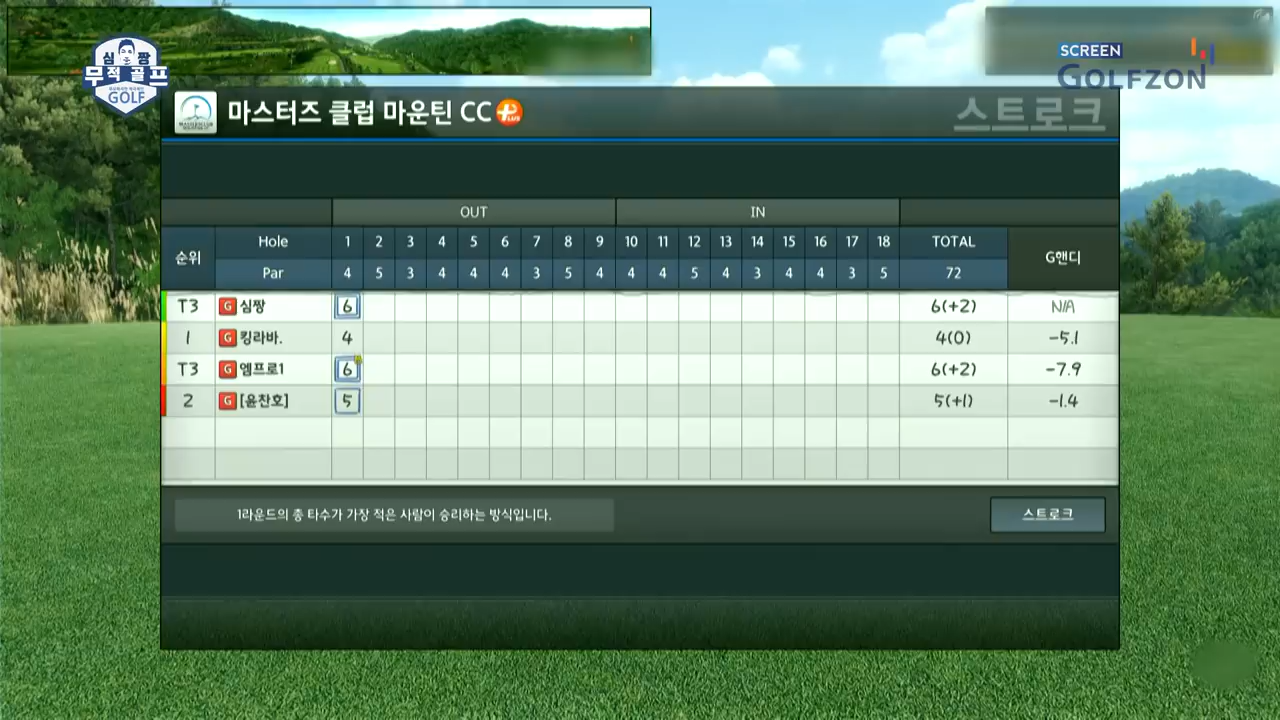 심짱
무적 골프
GOLF
SCREEN
GOLFZON
마스터즈 클럽 마운틴 CC
스트로크
OUT IN
순위 Hole 1 2 3 4 5 6 7 8 9 10 11 12 13 14 15 16 17 18 TOTAL G핸디
Par 4 5 3 4 4 4 3 5 4 4 4 5 4 3 4 4 3 5 72
T3 G 심짱 6 6(+2) N/A
1 G 킹라바. 4 4(0) -5.1
T3 G 엠프로1 6 6(+2) -7.9
2 G [윤찬호] 5 5(+1) -1.4
1라운드의 총 타수가 가장 적은 사람이 승리하는 방식입니다.
스트로크